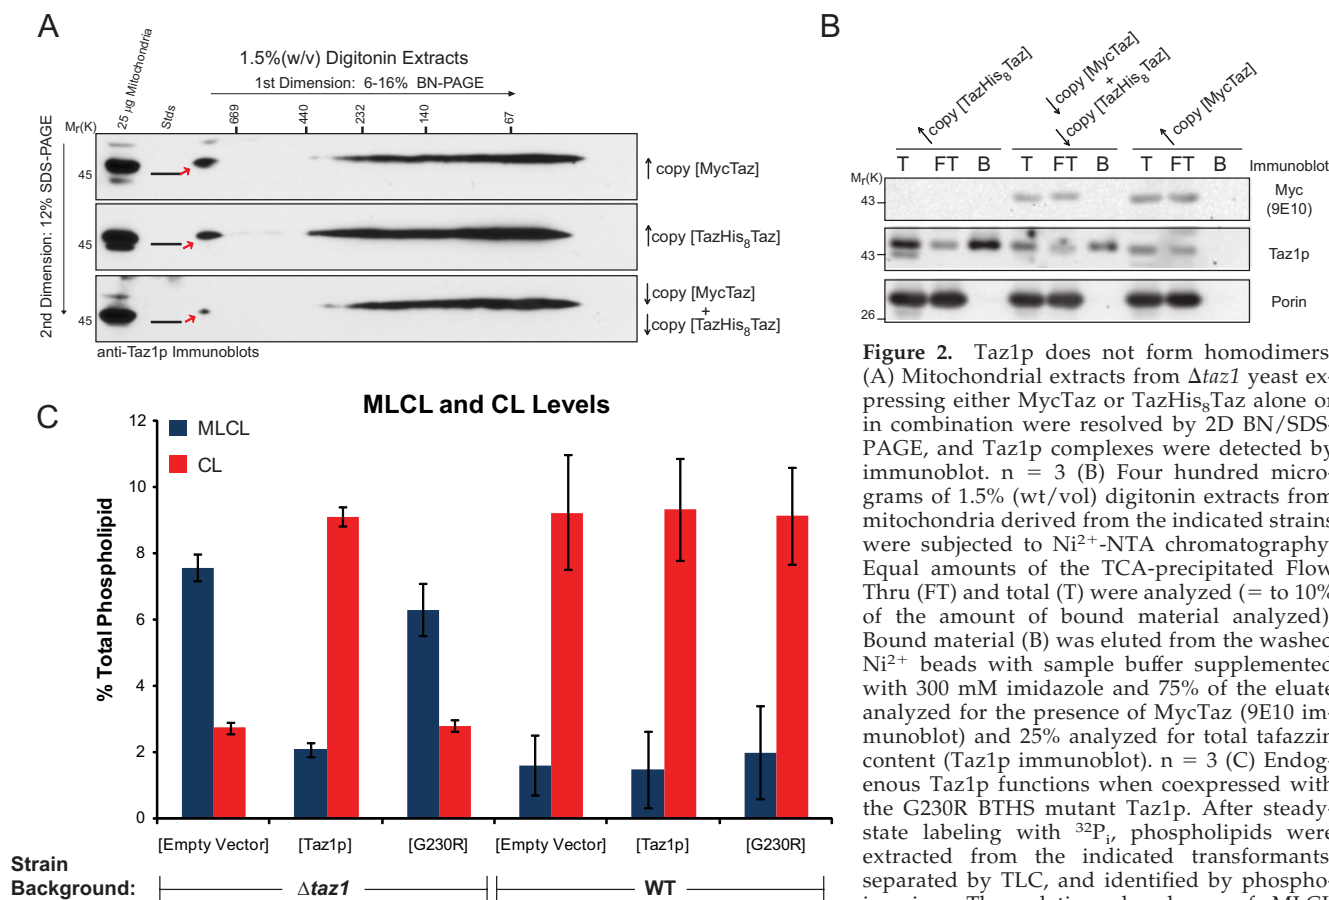 A
1.5%(w/v) Digitonin Extracts
1st Dimension: 6-16% BN-PAGE
25 µg Mitochondria
Stds
Mr(K)
669
440
232
140
67
2nd Dimension: 12% SDS-PAGE
45
↑ copy [MycTaz]
45
↑ copy [TazHis8Taz]
45
↓ copy [MycTaz]
+
↓ copy [TazHis8Taz]
anti-Taz1p Immunoblots
B
↑ copy [TazHis8Taz]
↓ copy [MycTaz]
+
↓ copy [TazHis8Taz]
↑ copy [MycTaz]
T FT B T FT B T FT B
Immunoblot
Mr(K)
43
Myc
(9E10)
43
Taz1p
26
Porin
Figure 2. Taz1p does not form homodimers
(A) Mitochondrial extracts from Δtaz1 yeast ex-
pressing either MycTaz or TazHis8Taz alone or
in combination were resolved by 2D BN/SDS-
PAGE, and Taz1p complexes were detected by
immunoblot. n = 3 (B) Four hundred micro-
grams of 1.5% (wt/vol) digitonin extracts from
mitochondria derived from the indicated strains
were subjected to Ni2+-NTA chromatography
Equal amounts of the TCA-precipitated Flow
Thru (FT) and total (T) were analyzed (= to 10%
of the amount of bound material analyzed)
Bound material (B) was eluted from the washed
Ni2+ beads with sample buffer supplemented
with 300 mM imidazole and 75% of the eluate
analyzed for the presence of MycTaz (9E10 im-
munoblot) and 25% analyzed for total tafazzin
content (Taz1p immunoblot). n = 3 (C) Endog-
enous Taz1p functions when coexpressed with
the G230R BTHS mutant Taz1p. After steady-
state labeling with 32Pi, phospholipids were
extracted from the indicated transformants
separated by TLC, and identified by phospho-
C
MLCL and CL Levels
MLCL
CL
% Total Phospholipid
12
10
8
6
4
2
0
[Empty Vector] [Taz1p] [G230R] [Empty Vector] [Taz1p] [G230R]
Strain
Background:
Δtaz1
WT